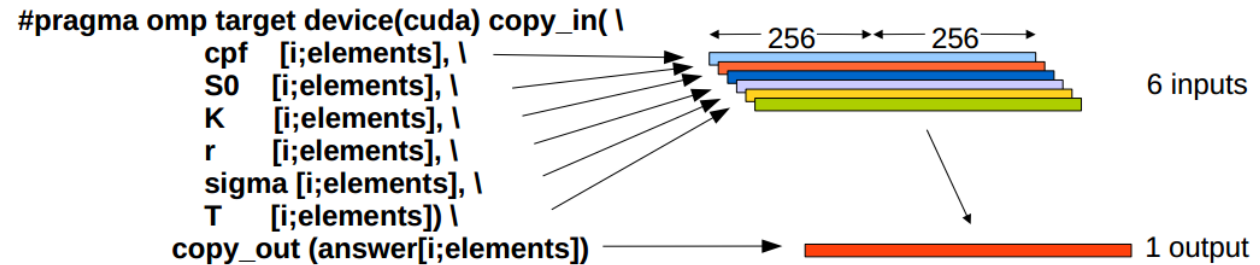 #pragma omp target device(cuda) copy_in( \
cpf [i;elements], \
S0 [i;elements], \
K [i;elements], \
r [i;elements], \
sigma [i;elements], \
T [i;elements]) \
copy_out (answer[i;elements])
256 256
6 inputs
1 output